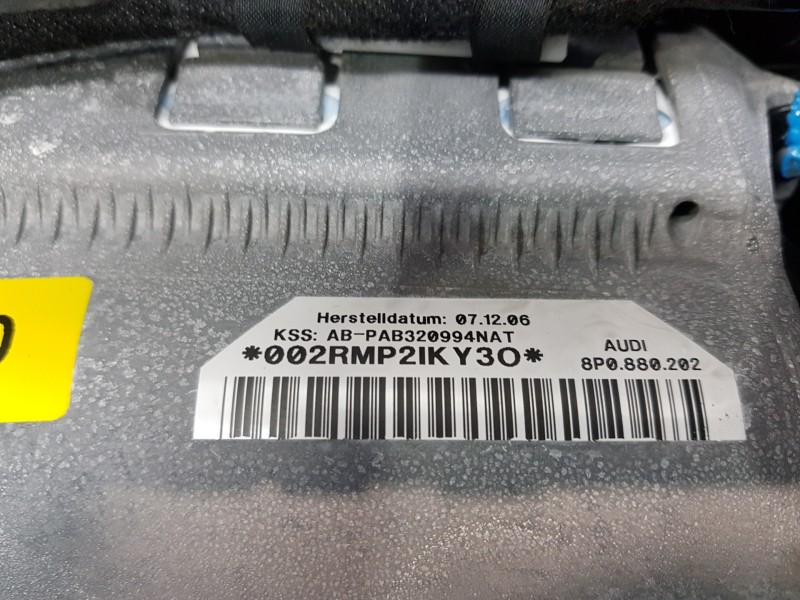 Herstelldatum: 07.12.06
KSS: AB-PAB320994NAT
*002RMP2IKY3O*
AUDI
8P0.880.202